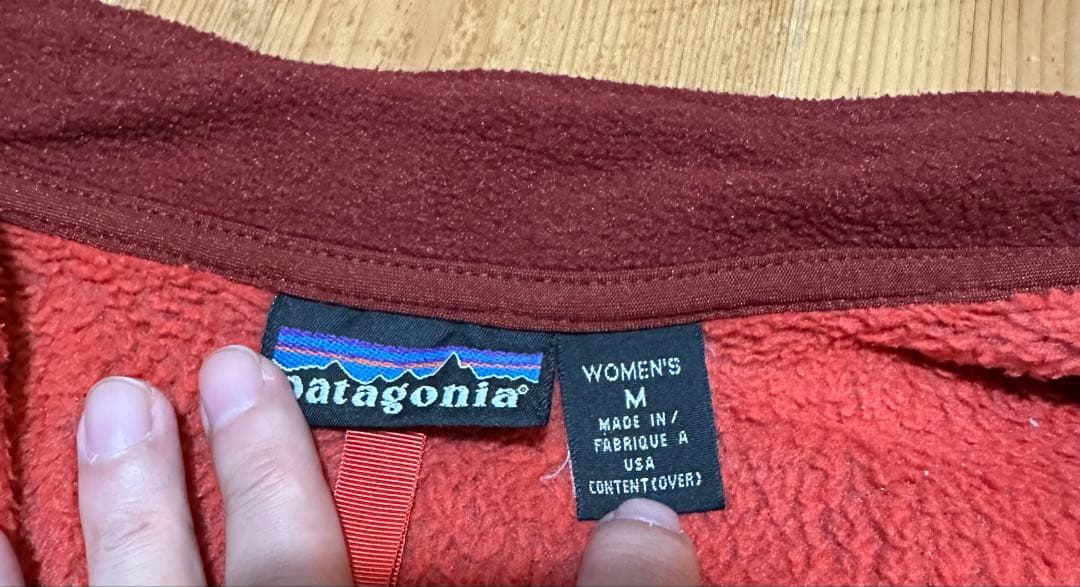 patagonia®
WOMEN'S
M
MADE IN/
FABRIQUE A
USA
CONTENT(OVER)